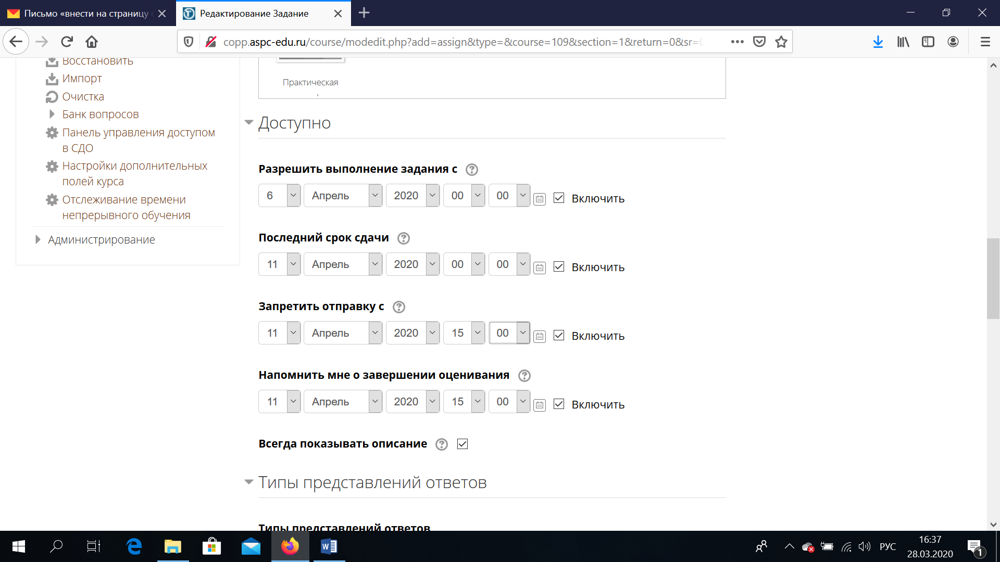 Письмо «внести на страницу
Редактирование Задание
copp.aspc-edu.ru/course/modedit.php?add=assign&type=&course=109&section=1&return=0&sr=0
Восстановить
Импорт
Очистка
Банк вопросов
Панель управления доступом
в СДО
Настройки дополнительных
полей курса
Отслеживание времени
непрерывного обучения
Администрирование
Практическая
Доступно
Разрешить выполнение задания с
6 Апрель 2020 00 00 Включить
Последний срок сдачи
11 Апрель 2020 00 00 Включить
Запретить отправку с
11 Апрель 2020 15 00 Включить
Напомнить мне о завершении оценивания
11 Апрель 2020 15 00 Включить
Всегда показывать описание
Типы представлений ответов
Типы представлений ответов
РУС
16:37
28.03.2020
1